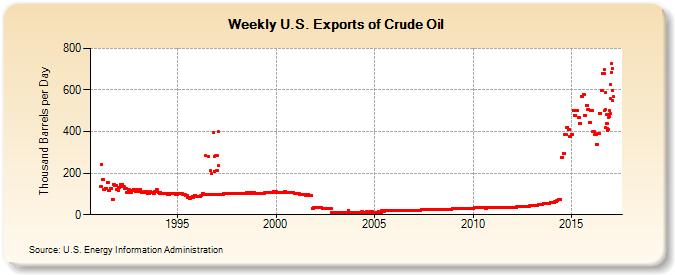 Weekly U.S. Exports of Crude Oil
Thousand Barrels per Day
800
600
400
200
0
1995 2000 2005 2010 2015
Source: U.S. Energy Information Administration